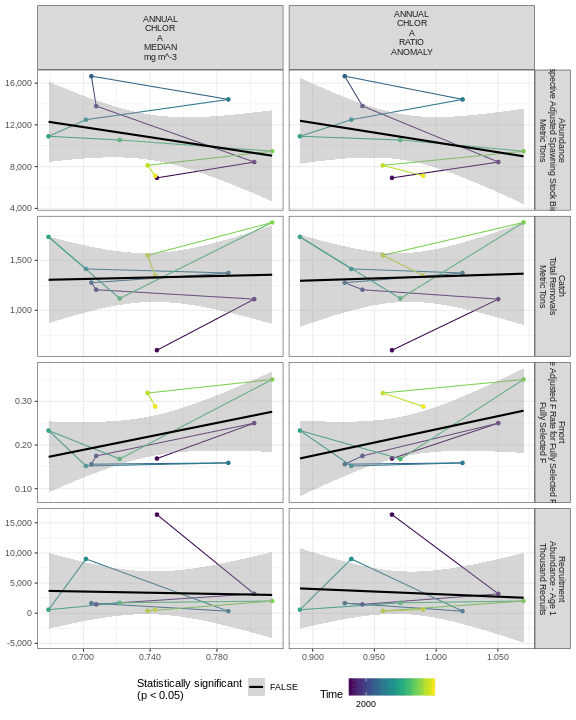 ANNUAL
CHLOR
A
MEDIAN
mg m^-3
ANNUAL
CHLOR
A
RATIO
ANOMALY
16,000
12,000
8,000
4,000
Abundance
spective Adjusted Spawning Stock Bi
Metric Tons
1,500
1,000
Catch
Total Removals
Metric Tons
0.30
0.20
0.10
Fmort
e Adjusted F Rate for Fully Selected F
Fully Selected F
15,000
10,000
5,000
0
-5,000
Recruitment
Abundance - Age 1
Thousand Recruits
0.700
0.740
0.780
0.900
0.950
1.000
1.050
Statistically significant
(p < 0.05)
FALSE
Time
2000